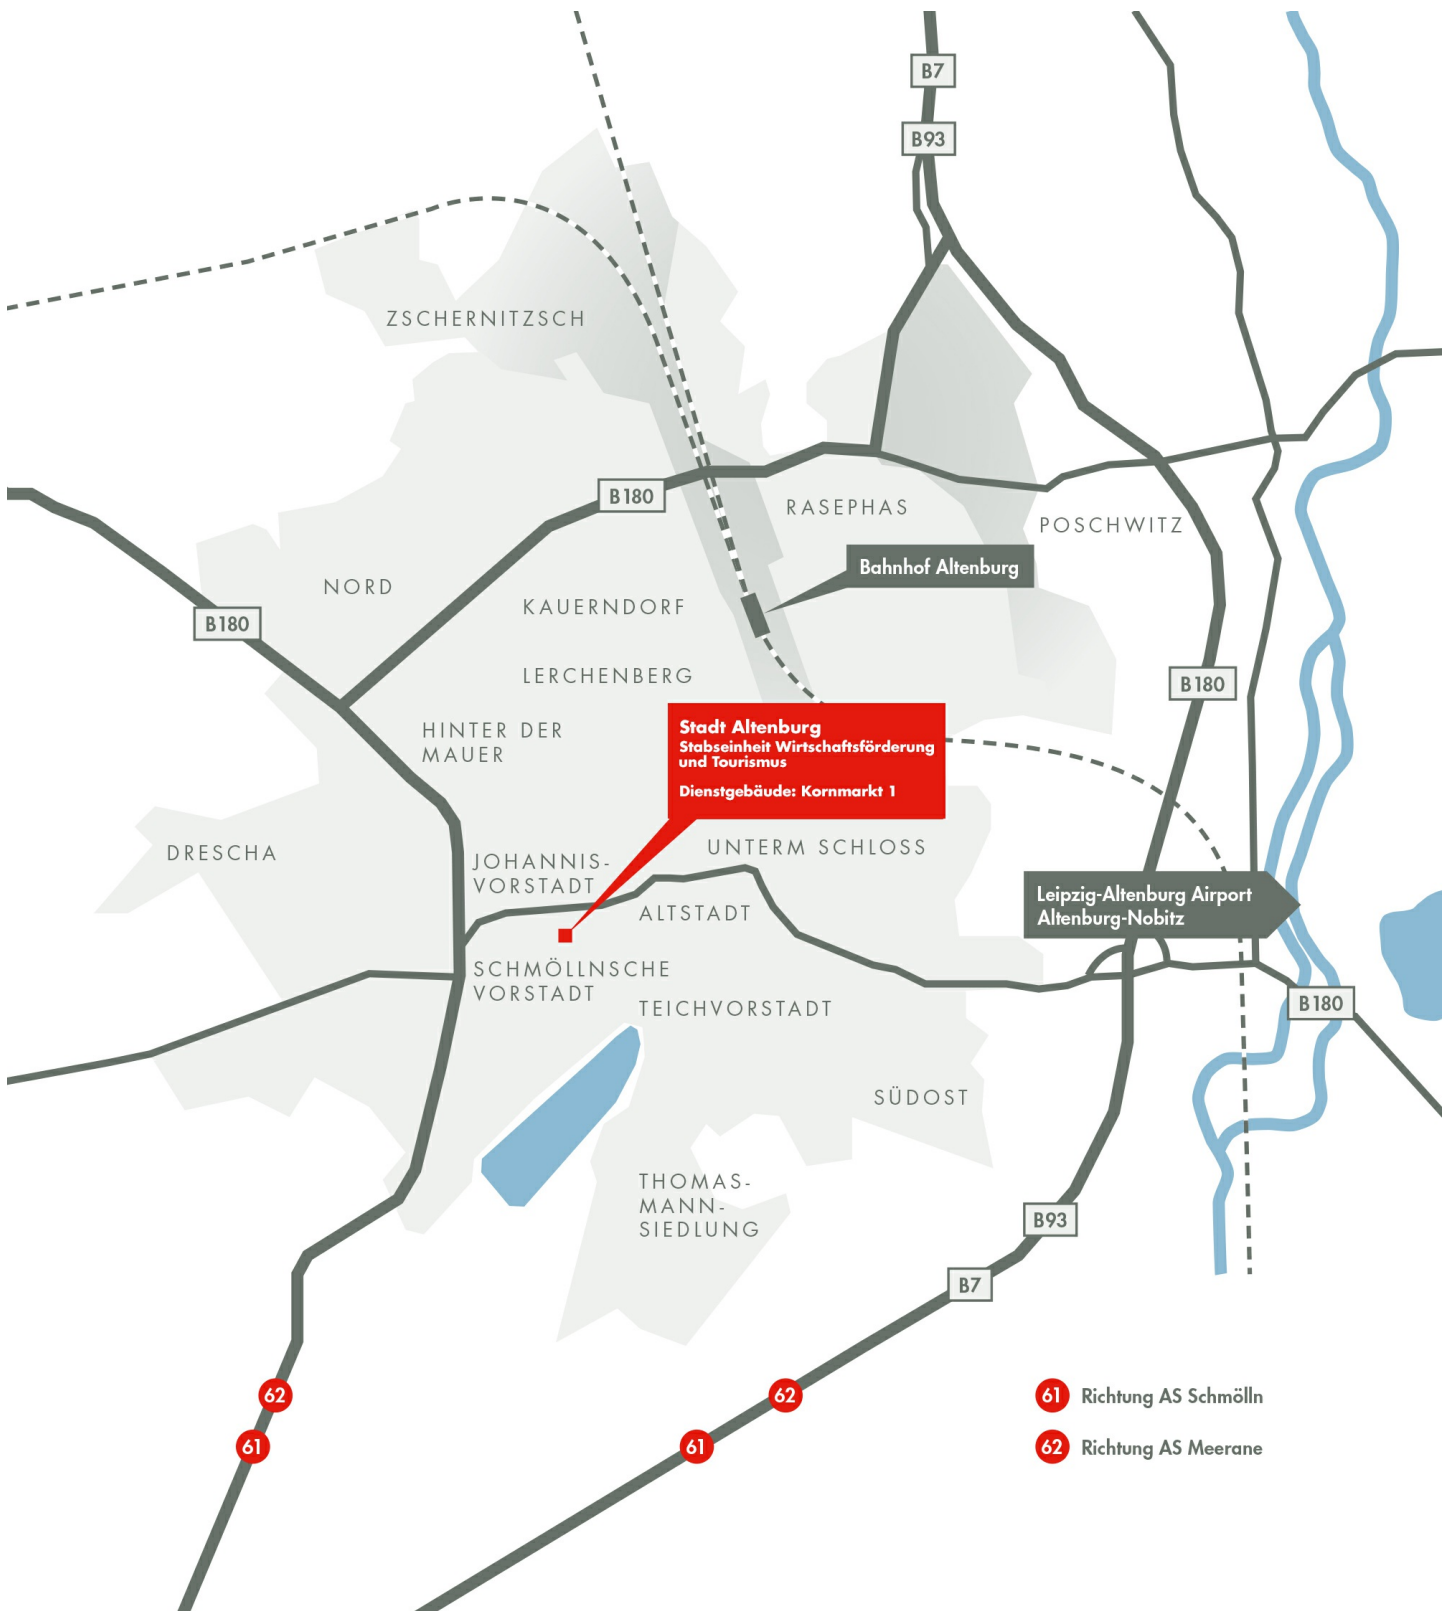 B7
B93
ZSCHERNITZSCH
B180
RASEPHAS
POSCHWITZ
Bahnhof Altenburg
NORD
KAUERNDORF
B180
LERCHENBERG
B180
HINTER DER
MAUER
Stadt Altenburg
Stabseinheit Wirtschaftsförderung
und Tourismus
Dienstgebäude: Kornmarkt 1
DRESCHA
JOHANNIS-
VORSTADT
UNTERM SCHLOSS
ALTSTADT
Leipzig-Altenburg Airport
Altenburg-Nobitz
SCHMÖLLNSCHE
VORSTADT
TEICHVORSTADT
B180
SÜDOST
THOMAS-
MANN-
SIEDLUNG
B93
B7
62
61
62
61
61 Richtung AS Schmölln
62 Richtung AS Meerane